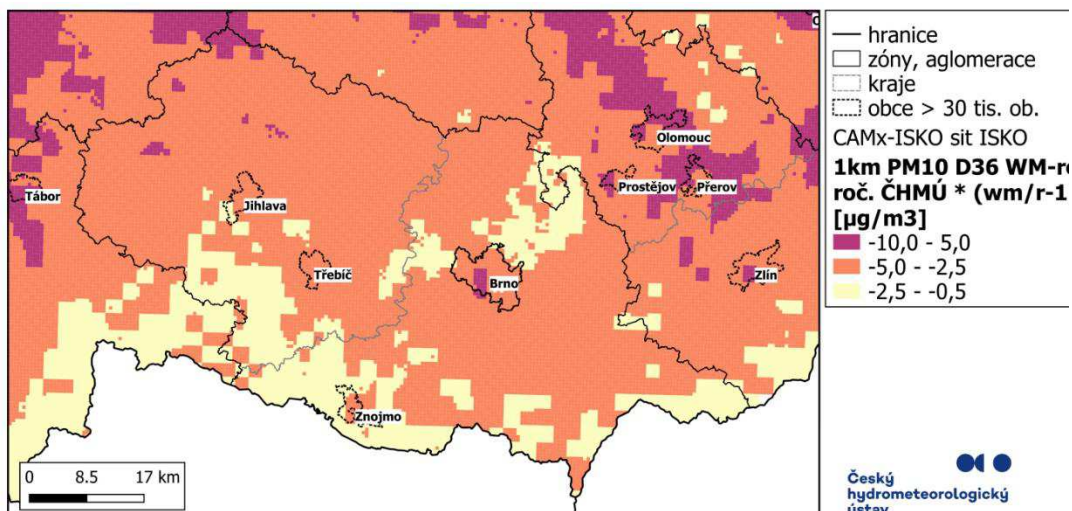 Olomouc
Tábor
Prostějov
Přerov
Jihlava
Třebíč
Brno
Zlín
Znojmo
0 8.5 17 km
hranice
zóny, aglomerace
kraje
obce > 30 tis. ob.
CAMx-ISKO sit ISKO
1km PM10 D36 WM-r
roč. ČHMÚ * (wm/r-1
[µg/m3]
-10,0 - 5,0
-5,0 - -2,5
-2,5 - -0,5
Český
hydrometeorologický
ústav